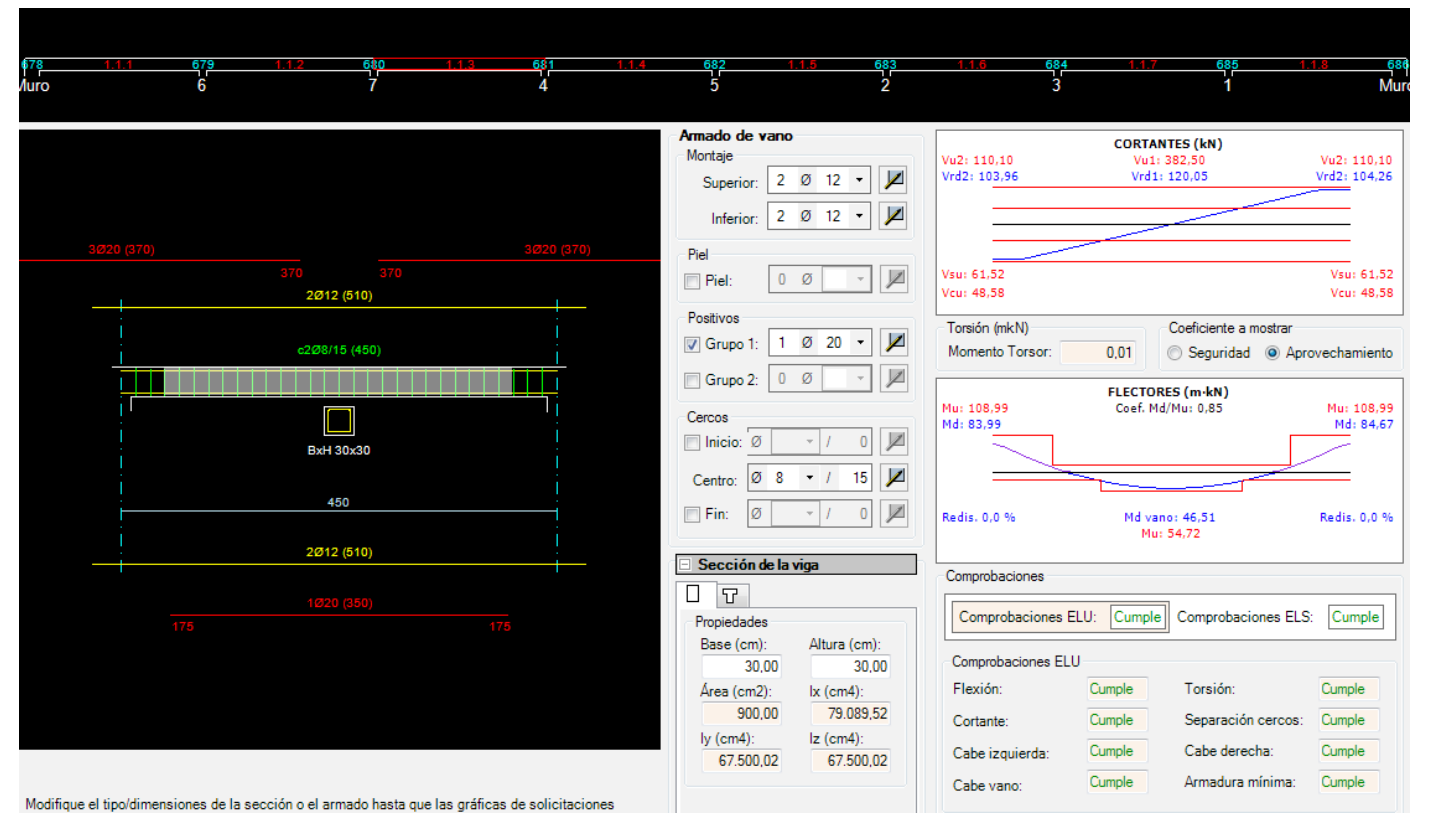 678 1.1.1 679 1.1.2 680 1.1.3 681 1.1.4 682 1.1.5 683 1.1.6 684 1.1.7 685 1.1.8 686
Muro 6 7 4 5 2 3 1 Muro
3Ø20 (370) 3Ø20 (370)
370 370
2Ø12 (510)
c2Ø8/15 (450)
BxH 30x30
450
2Ø12 (510)
1Ø20 (350)
175 175
Modifique el tipo/dimensiones de la sección o el armado hasta que las gráficas de solicitaciones
Armado de vano
Montaje
Superior: 2 Ø 12
Inferior: 2 Ø 12
Piel
Piel: 0 Ø
Positivos
Grupo 1: 1 Ø 20
Grupo 2: 0 Ø
Cercos
Inicio: Ø / 0
Centro: Ø 8 / 15
Fin: Ø / 0
Sección de la viga
Propiedades
Base (cm): Altura (cm):
30,00 30,00
Área (cm2): Ix (cm4):
900,00 79.089,52
Iy (cm4): Iz (cm4):
67.500,02 67.500,02
CORTANTES (kN)
Vu2: 110,10 Vu1: 382,50 Vu2: 110,10
Vrd2: 103,96 Vrd1: 120,05 Vrd2: 104,26
Vsu: 61,52 Vsu: 61,52
Vcu: 48,58 Vcu: 48,58
Torsión (mkN) Coeficiente a mostrar
Momento Torsor: 0,01 Seguridad Aprovechamiento
FLECTORES (m·kN)
Mu: 108,99 Coef. Md/Mu: 0,85 Mu: 108,99
Md: 83,99 Md: 84,67
Redis. 0,0 % Md vano: 46,51 Redis. 0,0 %
Mu: 54,72
Comprobaciones
Comprobaciones ELU: Cumple Comprobaciones ELS: Cumple
Comprobaciones ELU
Flexión: Cumple Torsión: Cumple
Cortante: Cumple Separación cercos: Cumple
Cabe izquierda: Cumple Cabe derecha: Cumple
Cabe vano: Cumple Armadura mínima: Cumple